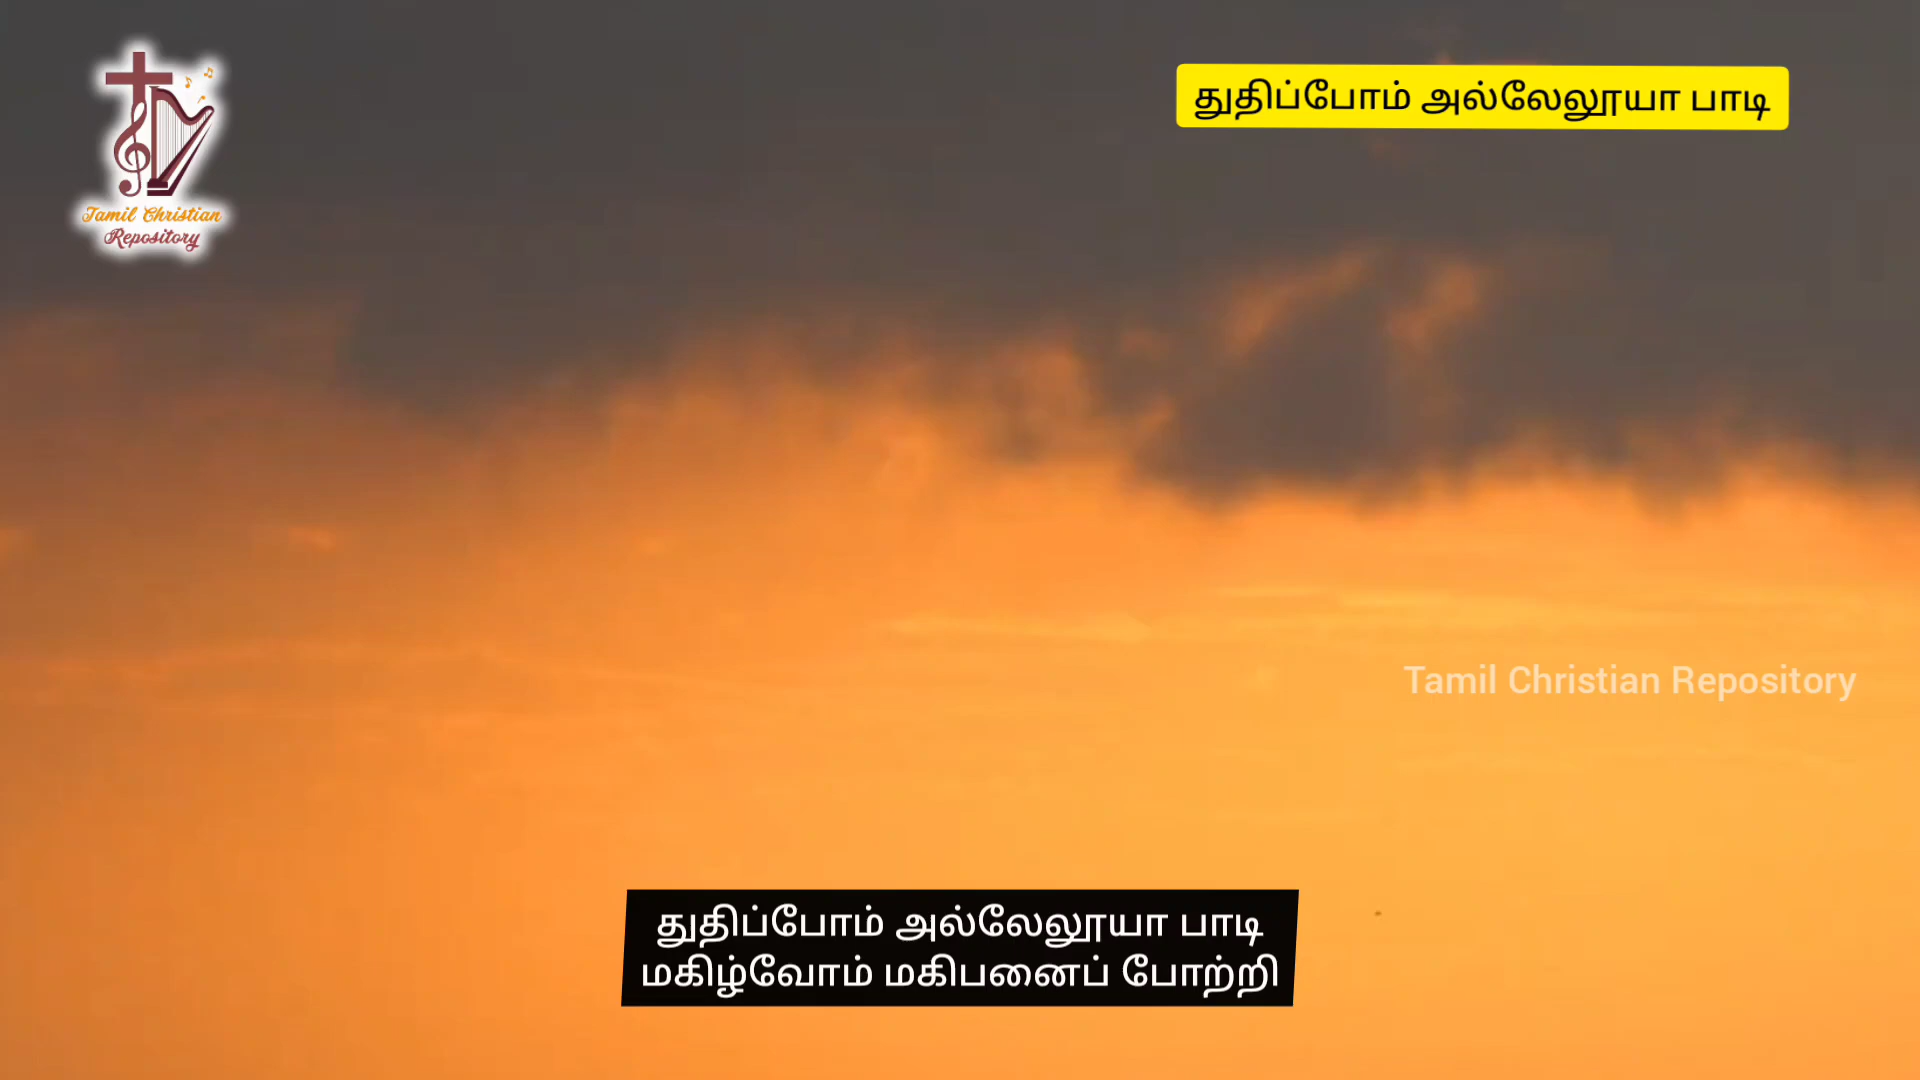 Tamil Christian
Repository
துதிப்போம் அல்லேலூயா பாடி
Tamil Christian Repository
துதிப்போம் அல்லேலூயா பாடி
மகிழ்வோம் மகிபனைப் போற்றி